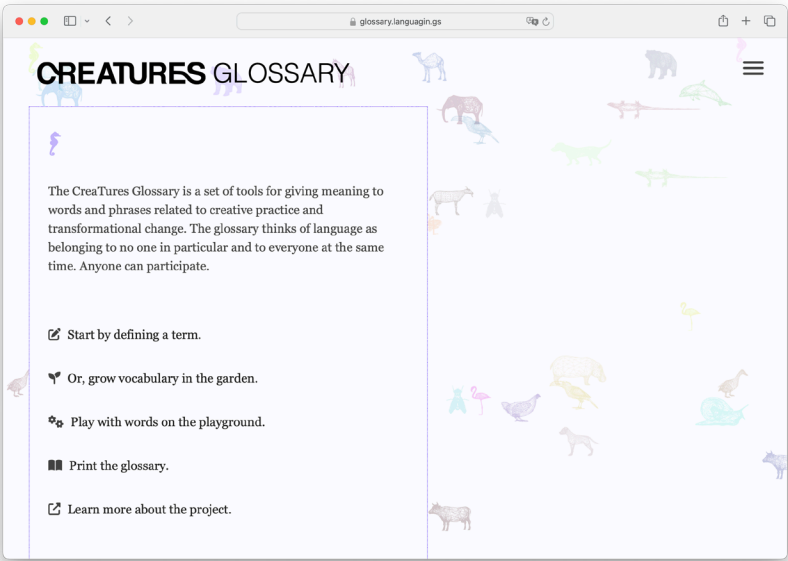 glossary.languagin.gs
CREATURES GLOSSARY
The CreaTures Glossary is a set of tools for giving meaning to
words and phrases related to creative practice and
transformational change. The glossary thinks of language as
belonging to no one in particular and to everyone at the same
time. Anyone can participate.
Start by defining a term.
Or, grow vocabulary in the garden.
Play with words on the playground.
Print the glossary.
Learn more about the project.